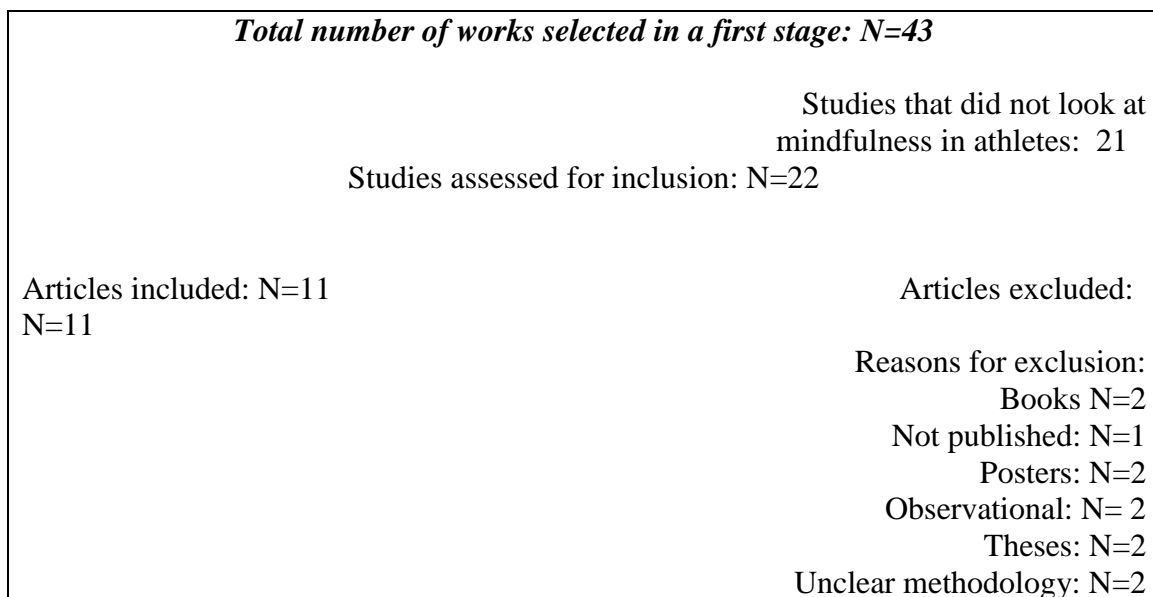 Total number of works selected in a first stage: N=43
Studies that did not look at
mindfulness in athletes: 21
Studies assessed for inclusion: N=22
Articles included: N=11 Articles excluded:
N=11
Reasons for exclusion:
Books N=2
Not published: N=1
Posters: N=2
Observational: N= 2
Theses: N=2
Unclear methodology: N=2